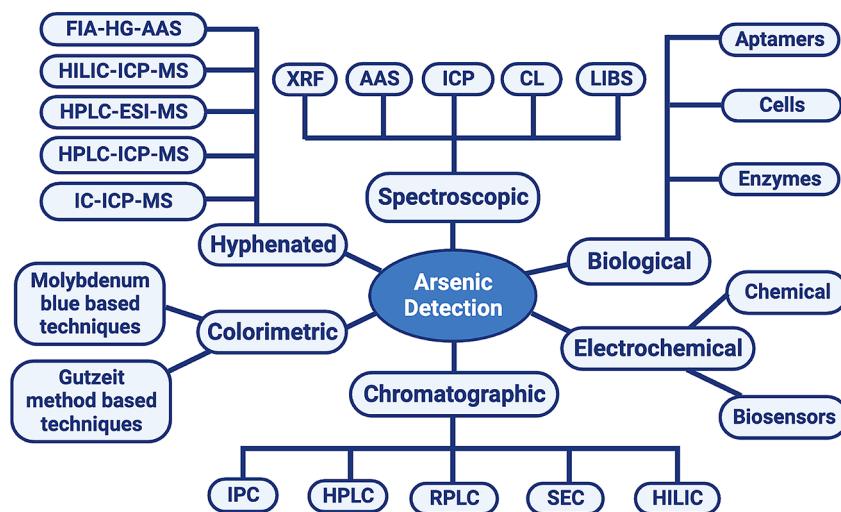 FIA-HG-AAS
HILIC-ICP-MS
HPLC-ESI-MS
HPLC-ICP-MS
IC-ICP-MS
Hyphenated
XRF
AAS
ICP
CL
LIBS
Spectroscopic
Aptamers
Cells
Enzymes
Biological
Arsenic
Detection
Molybdenum
blue based
techniques
Colorimetric
Gutzeit
method based
techniques
Chemical
Electrochemical
Biosensors
Chromatographic
IPC
HPLC
RPLC
SEC
HILIC